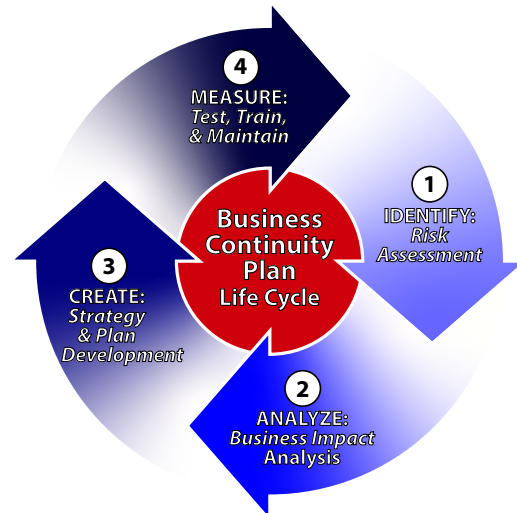 Business
Continuity
Plan
Life Cycle
1
IDENTIFY:
Risk
Assessment
2
ANALYZE:
Business Impact
Analysis
3
CREATE:
Strategy
& Plan
Development
4
MEASURE:
Test, Train,
& Maintain